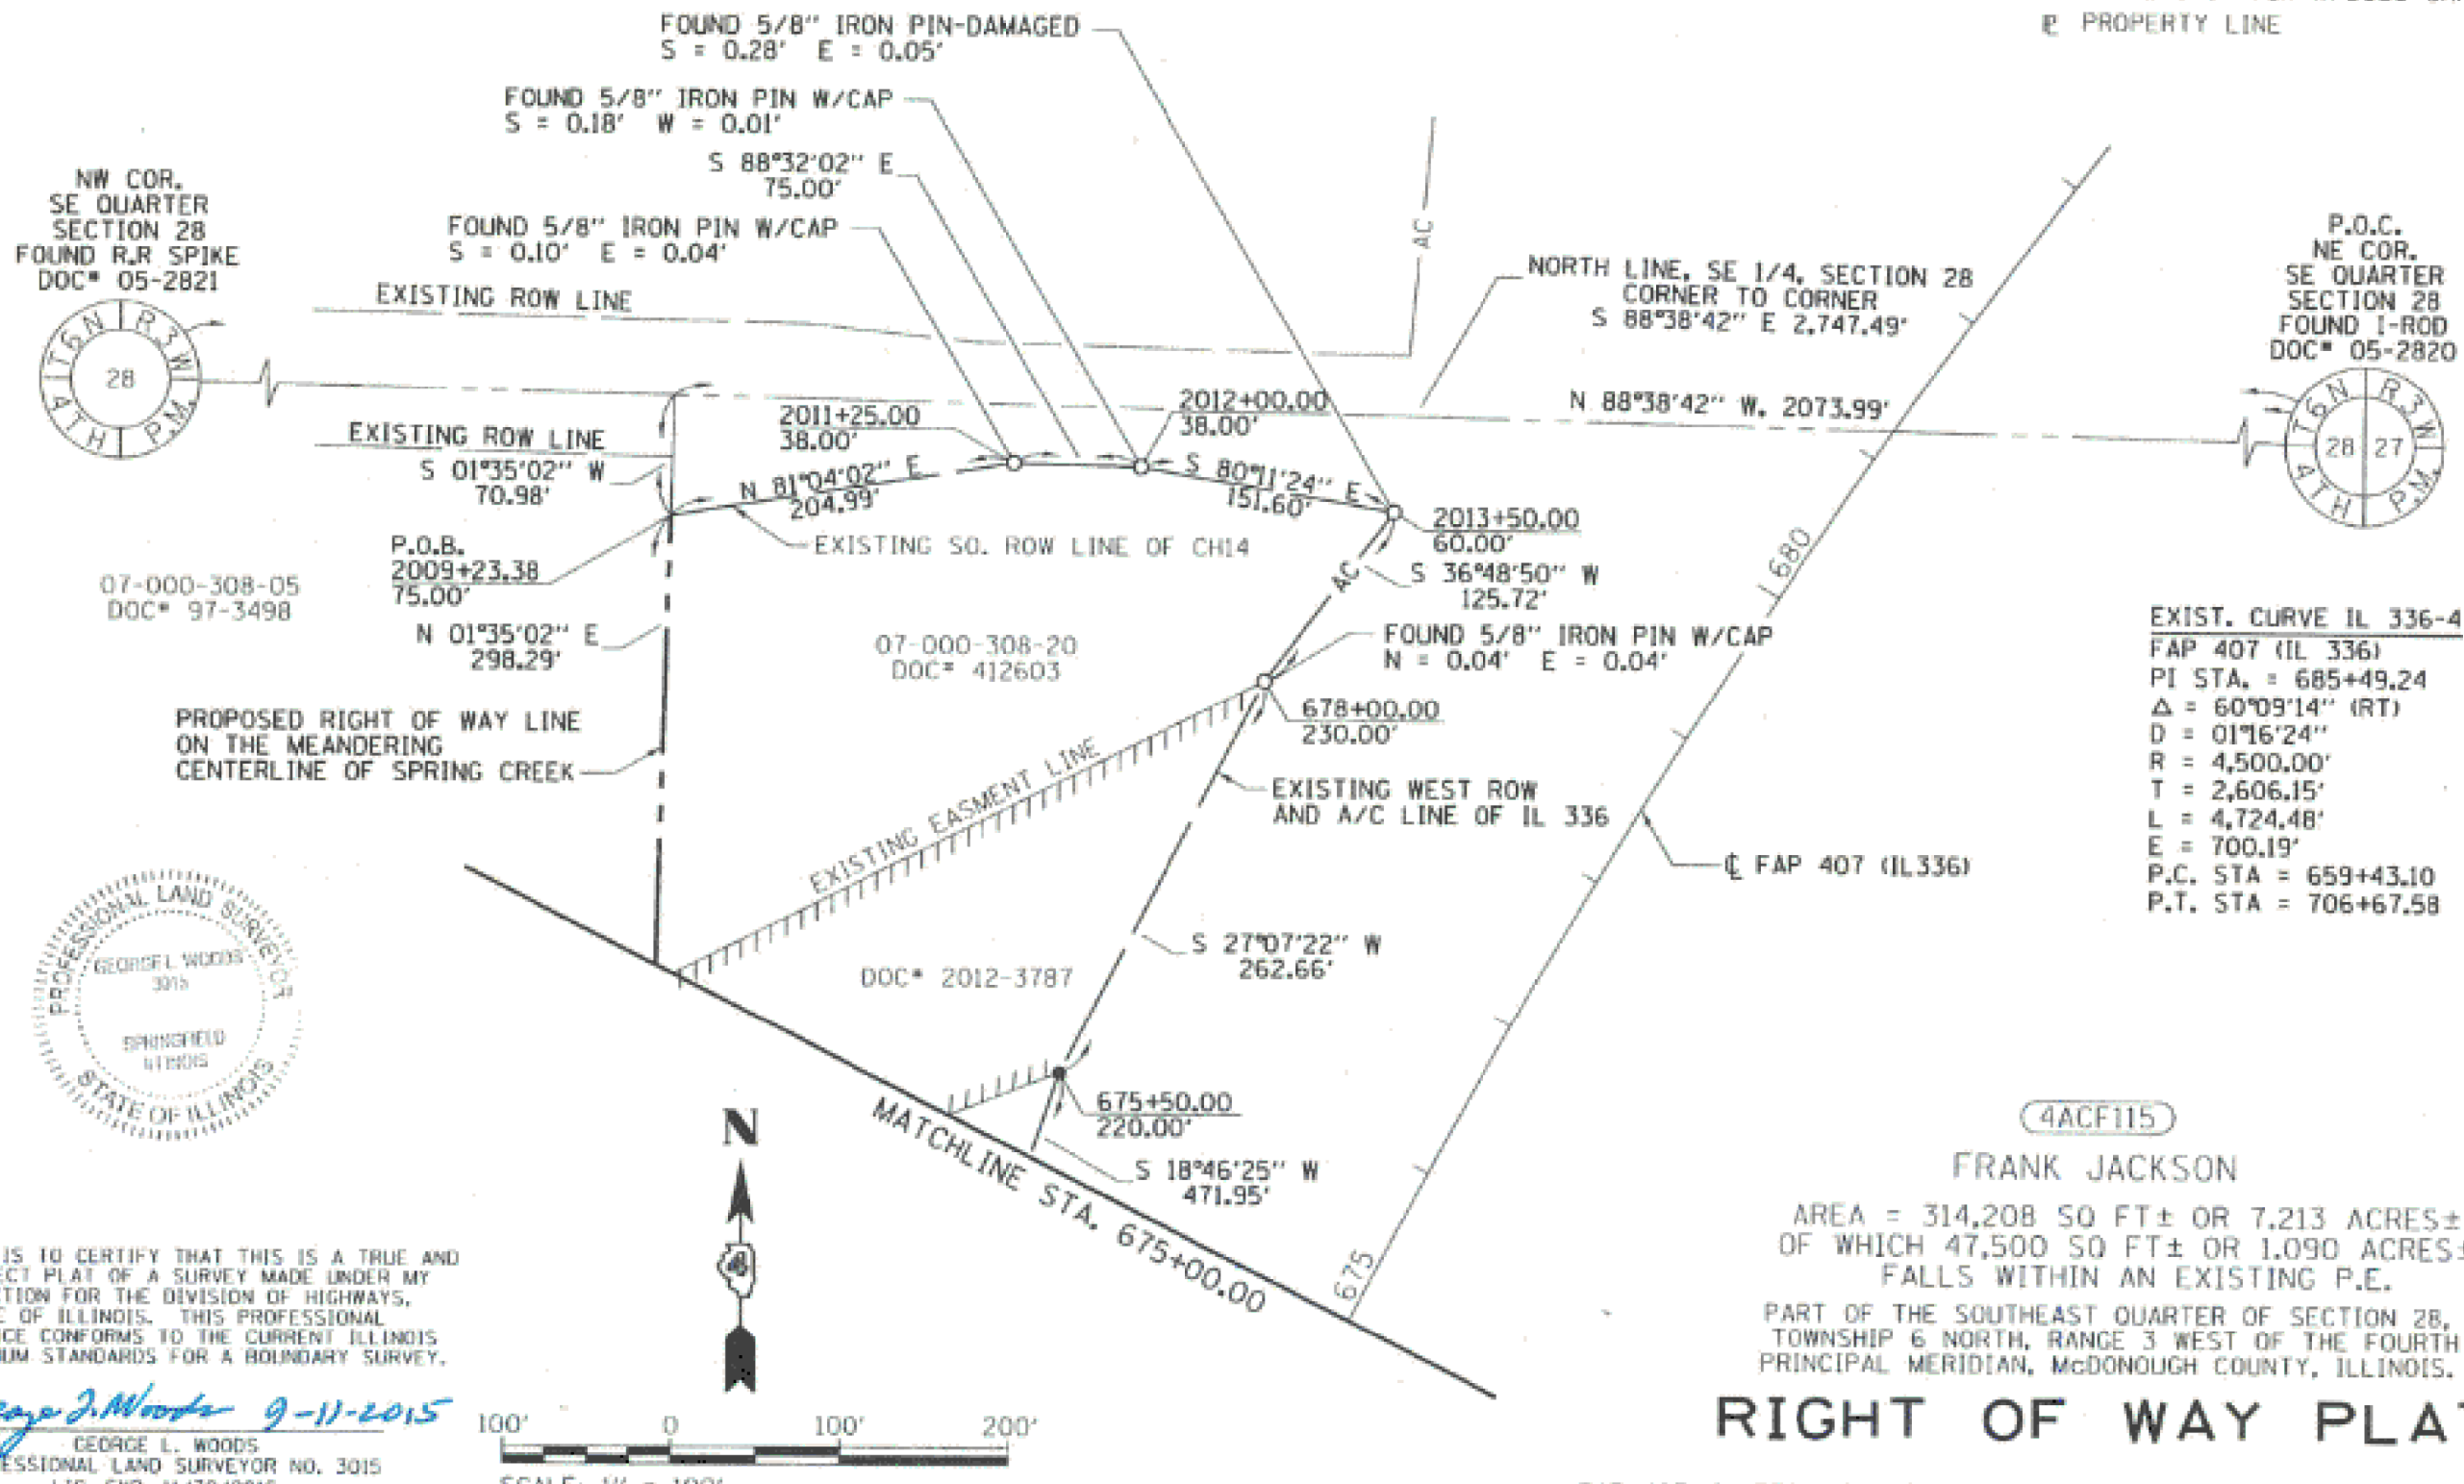 ℄ PROPERTY LINE
FOUND 5/8" IRON PIN-DAMAGED
S = 0.28' E = 0.05'
FOUND 5/8" IRON PIN W/CAP
S = 0.18' W = 0.01'
S 88°32'02" E
75.00'
FOUND 5/8" IRON PIN W/CAP
S = 0.10' E = 0.04'
NW COR.
SE QUARTER
SECTION 28
FOUND R.R SPIKE
DOC# 05-2821
T6N R3W
28
4TH P.M.
EXISTING ROW LINE
AC
NORTH LINE, SE 1/4, SECTION 28
CORNER TO CORNER
S 88°38'42" E 2,747.49'
P.O.C.
NE COR.
SE QUARTER
SECTION 28
FOUND I-ROD
DOC# 05-2820
T6N R3W
28 27
4TH P.M.
N 88°38'42" W, 2073.99'
EXISTING ROW LINE
S 01°35'02" W
70.98'
2011+25.00
38.00'
2012+00.00
38.00'
N 81°04'02" E
204.99'
S 80°11'24" E
151.60'
2013+50.00
60.00'
EXISTING SO. ROW LINE OF CH14
P.O.B.
2009+23.38
75.00'
07-000-308-05
DOC# 97-3498
N 01°35'02" E
298.29'
07-000-308-20
DOC# 412603
AC
S 36°48'50" W
125.72'
FOUND 5/8" IRON PIN W/CAP
N = 0.04' E = 0.04'
680
678+00.00
230.00'
PROPOSED RIGHT OF WAY LINE
ON THE MEANDERING
CENTERLINE OF SPRING CREEK
EXISTING EASMENT LINE
EXISTING WEST ROW
AND A/C LINE OF IL 336
℄ FAP 407 (IL336)
EXIST. CURVE IL 336-4
FAP 407 (IL 336)
PI STA. = 685+49.24
Δ = 60°09'14" (RT)
D = 01°16'24"
R = 4,500.00'
T = 2,606.15'
L = 4,724.48'
E = 700.19'
P.C. STA = 659+43.10
P.T. STA = 706+67.58
DOC# 2012-3787
S 27°07'22" W
262.66'
675+50.00
220.00'
S 18°46'25" W
471.95'
MATCHLINE STA. 675+00.00
675
PROFESSIONAL LAND SURVEYOR
GEORGE L. WOODS
3015
SPRINGFIELD
ILLINOIS
STATE OF ILLINOIS
N
4
4ACF115
FRANK JACKSON
AREA = 314,208 SQ FT± OR 7.213 ACRES±
OF WHICH 47,500 SQ FT± OR 1.090 ACRES±
FALLS WITHIN AN EXISTING P.E.
PART OF THE SOUTHEAST QUARTER OF SECTION 28,
TOWNSHIP 6 NORTH, RANGE 3 WEST OF THE FOURTH
PRINCIPAL MERIDIAN, McDONOUGH COUNTY, ILLINOIS.
RIGHT OF WAY PLAT
IS TO CERTIFY THAT THIS IS A TRUE AND
ECT PLAT OF A SURVEY MADE UNDER MY
CTION FOR THE DIVISION OF HIGHWAYS,
E OF ILLINOIS. THIS PROFESSIONAL
ICE CONFORMS TO THE CURRENT ILLINOIS
UM STANDARDS FOR A BOUNDARY SURVEY.
George L. Woods 9-11-2015
GEORGE L. WOODS
ESSIONAL LAND SURVEYOR NO. 3015
100' 0 100' 200'
SCALE: 1" = 100'